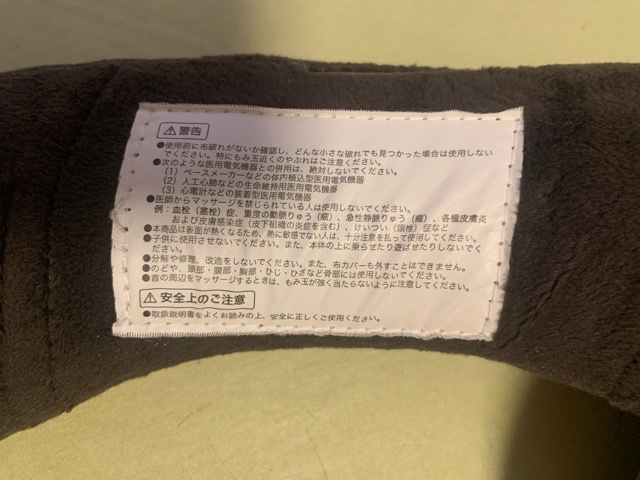 ⚠警告
●使用前に布破れがないか確認し、どんな小さな破れでも見つかった場合は使用しない
でください。特にもみ玉近くのやぶれはご注意ください。
●次のような医用電気機器との併用は、絶対しないでください。
(1) ペースメーカーなどの体内植込型医用電気機器
(2) 人工心肺などの生命維持用医用電気機器
(3) 心電計などの装着型医用電気機器
●医師からマッサージを禁じられている人は使用しないでください。
例：血栓（塞栓）症、重度の動脈りゅう（瘤）、急性静脈りゅう（瘤）、各種皮膚炎
および皮膚感染症（皮下組織の炎症を含む）、けいつい（頚椎）症など
●本商品は表面が熱くなるため、熱に敏感でない人は、十分注意を払って使用してください。
●子供に使用させないでください。また、本体の上に乗らせたり遊ばせたりしないでく
ださい。
●分解や修理、改造をしないでください。また、布カバーも外すことはできません。
●のどや、頭部・腹部・胸部・ひじ・ひざなど骨部には使用しないでください。
●首の周辺をマッサージするときは、もみ玉が強く当たらないように注意してください。
⚠安全上のご注意
●取扱説明書をよくお読みの上、安全に正しくご使用ください。